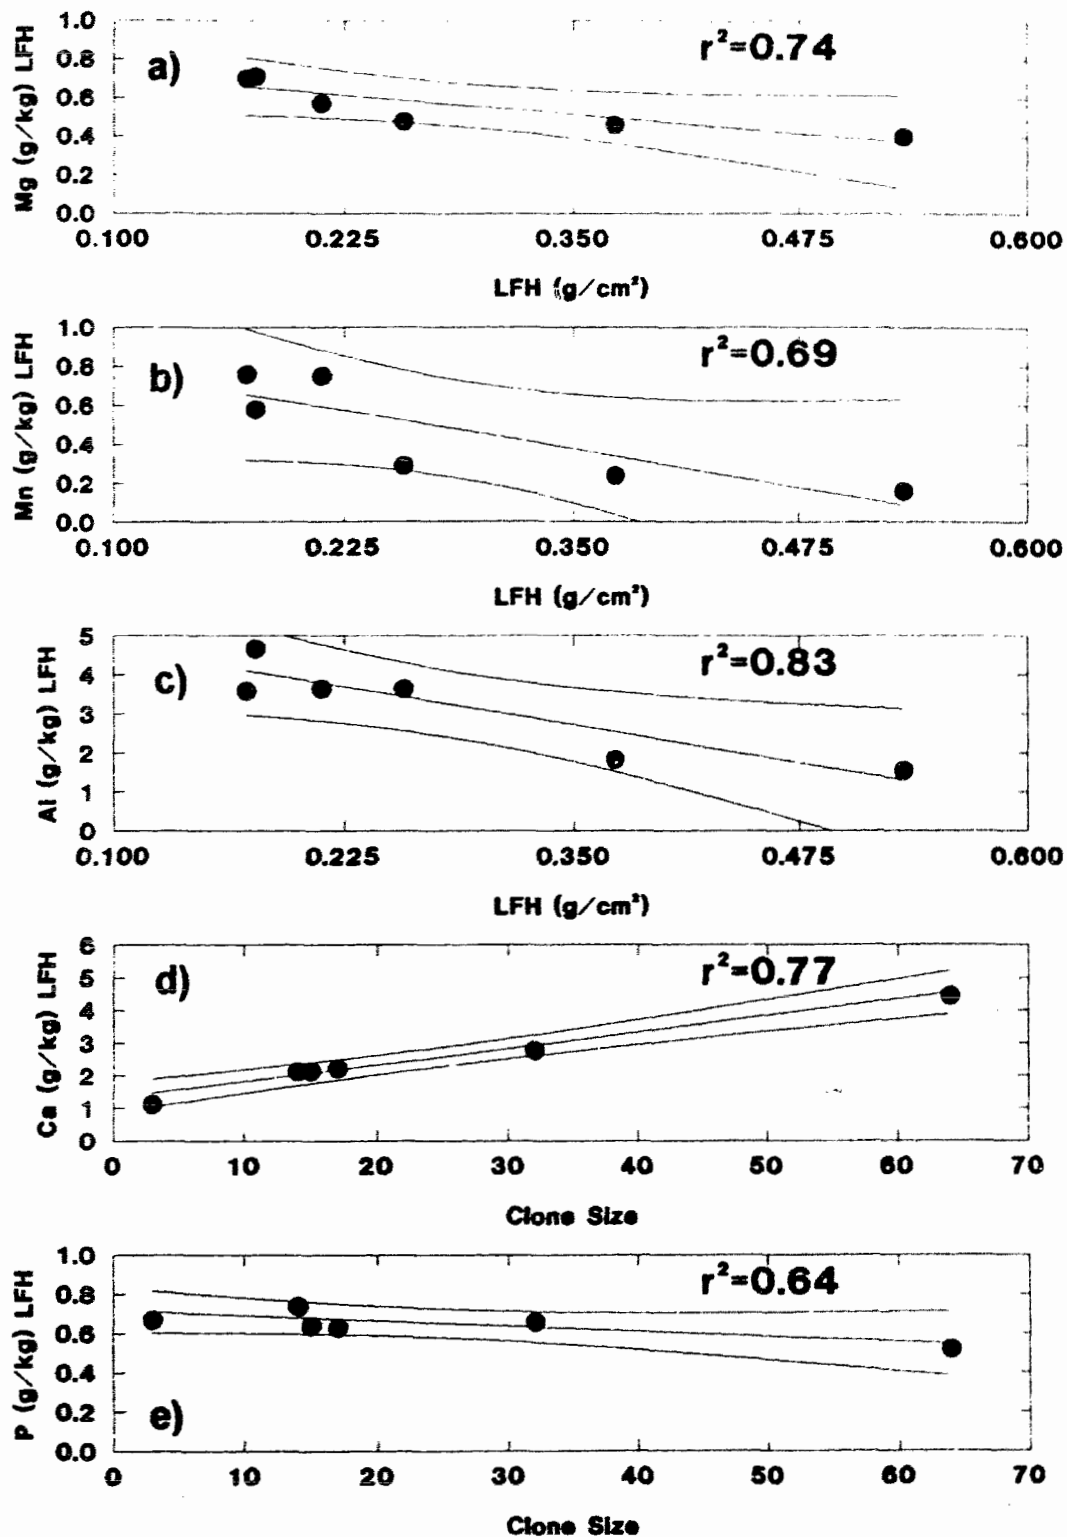 1.0
0.8
0.6
0.4
0.2
0.0
Mg (g/kg) LFH
a)
r²=0.74
0.100 0.225 0.350 0.475 0.600
LFH (g/cm²)
1.0
0.8
0.6
0.4
0.2
0.0
Mn (g/kg) LFH
b)
r²=0.69
0.100 0.225 0.350 0.475 0.600
LFH (g/cm²)
5
4
3
2
1
0
Al (g/kg) LFH
c)
r²=0.83
0.100 0.225 0.350 0.475 0.600
LFH (g/cm²)
6
5
4
3
2
1
0
Ca (g/kg) LFH
d)
r²=0.77
0 10 20 30 40 50 60 70
Clone Size
1.0
0.8
0.6
0.4
0.2
0.0
P (g/kg) LFH
r²=0.64
e)
0 10 20 30 40 50 60 70
Clone Size